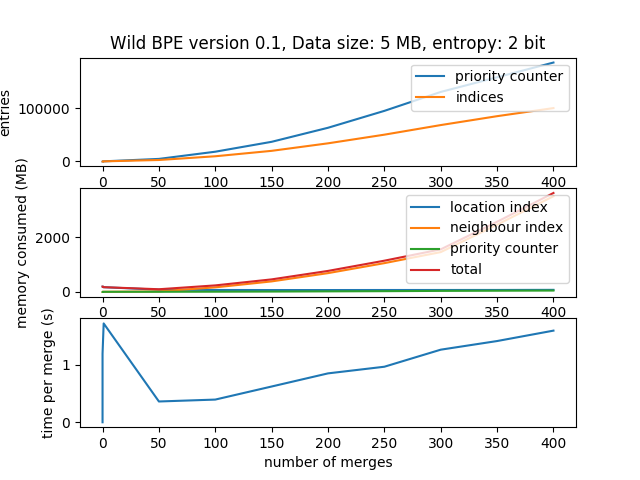 Wild BPE version 0.1, Data size: 5 MB, entropy: 2 bit
entries
100000
0
priority counter
indices
0 50 100 150 200 250 300 350 400
memory consumed (MB)
2000
0
location index
neighbour index
priority counter
total
0 50 100 150 200 250 300 350 400
time per merge (s)
1
0
0 50 100 150 200 250 300 350 400
number of merges